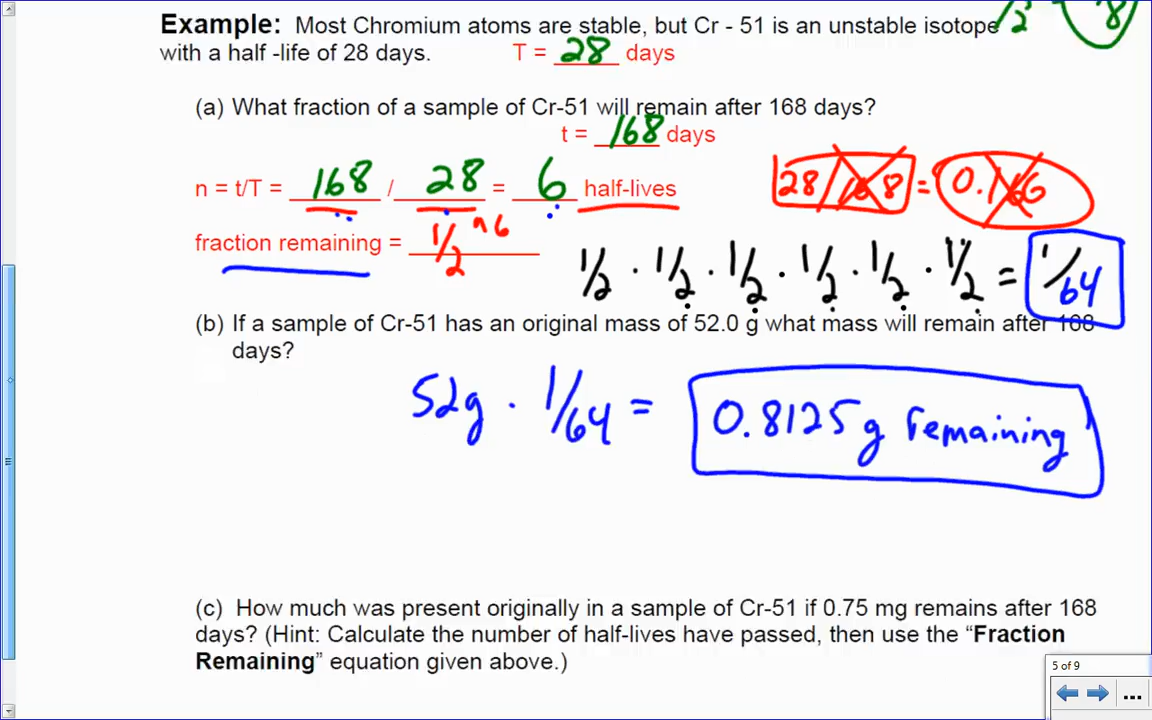 Example: Most Chromium atoms are stable, but Cr - 51 is an unstable isotope
with a half -life of 28 days. T = 28 days
(a) What fraction of a sample of Cr-51 will remain after 168 days?
t = 168 days
n = t/T = 168 / 28 = 6 half-lives 28/168 = 0.166
fraction remaining = 1/2 ^6 1/2 · 1/2 · 1/2 · 1/2 · 1/2 · 1/2 = 1/64
(b) If a sample of Cr-51 has an original mass of 52.0 g what mass will remain after 168
days?
52g · 1/64 = 0.8125 g remaining
(c) How much was present originally in a sample of Cr-51 if 0.75 mg remains after 168
days? (Hint: Calculate the number of half-lives have passed, then use the “Fraction
Remaining” equation given above.)
5 of 9